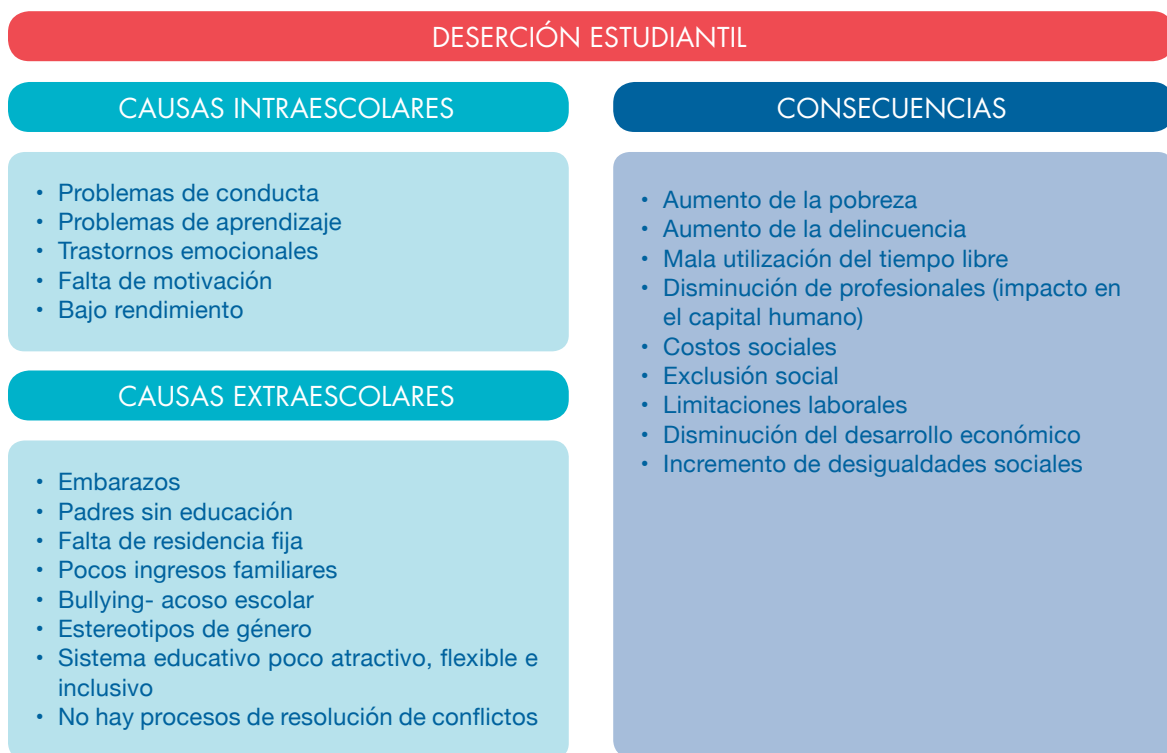 DESERCIÓN ESTUDIANTIL
CAUSAS INTRAESCOLARES
• Problemas de conducta
• Problemas de aprendizaje
• Trastornos emocionales
• Falta de motivación
• Bajo rendimiento
CAUSAS EXTRAESCOLARES
• Embarazos
• Padres sin educación
• Falta de residencia fija
• Pocos ingresos familiares
• Bullying- acoso escolar
• Estereotipos de género
• Sistema educativo poco atractivo, flexible e
inclusivo
• No hay procesos de resolución de conflictos
CONSECUENCIAS
• Aumento de la pobreza
• Aumento de la delincuencia
• Mala utilización del tiempo libre
• Disminución de profesionales (impacto en
el capital humano)
• Costos sociales
• Exclusión social
• Limitaciones laborales
• Disminución del desarrollo económico
• Incremento de desigualdades sociales